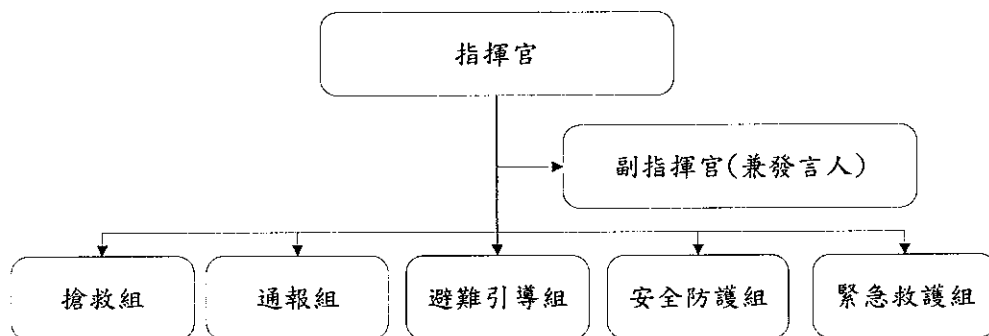 指揮官
副指揮官(兼發言人)
搶救組
通報組
避難引導組
安全防護組
緊急救護組